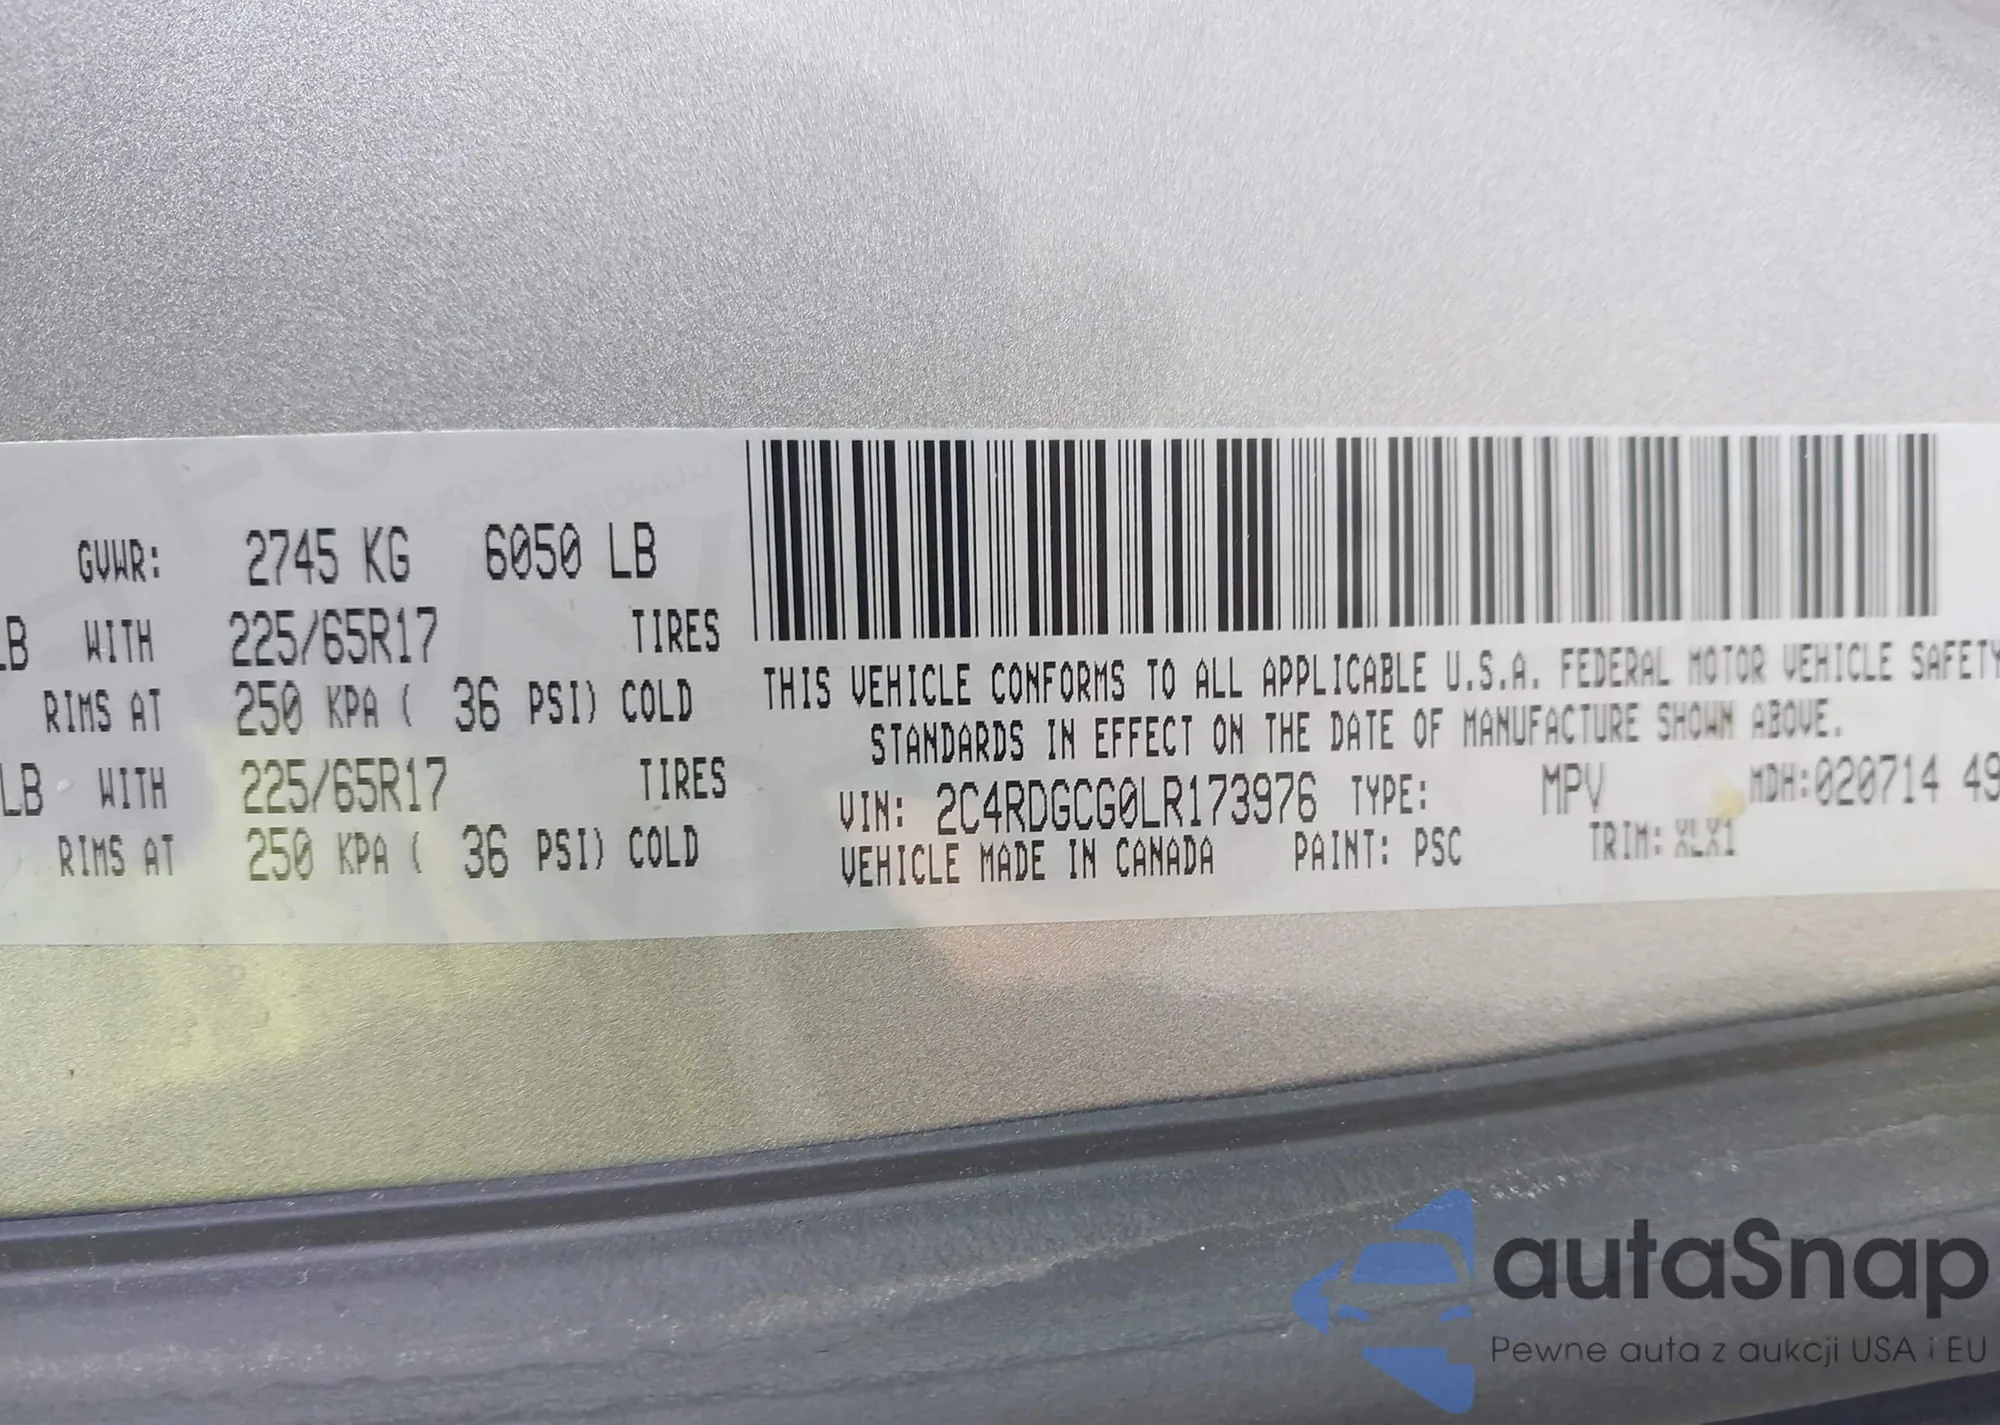 GVWR: 2745 KG 6050 LB
LB WITH 225/65R17 TIRES
RIMS AT 250 KPA ( 36 PSI) COLD
LB WITH 225/65R17 TIRES
RIMS AT 250 KPA ( 36 PSI) COLD
THIS VEHICLE CONFORMS TO ALL APPLICABLE U.S.A. FEDERAL MOTOR VEHICLE SAFETY
STANDARDS IN EFFECT ON THE DATE OF MANUFACTURE SHOWN ABOVE.
VIN: 2C4RDGCG0LR173976 TYPE: MPV MDH:020714 49
VEHICLE MADE IN CANADA PAINT: PSC TRIM: XLX1
autaSnap
Pewne auta z aukcji USA i EU